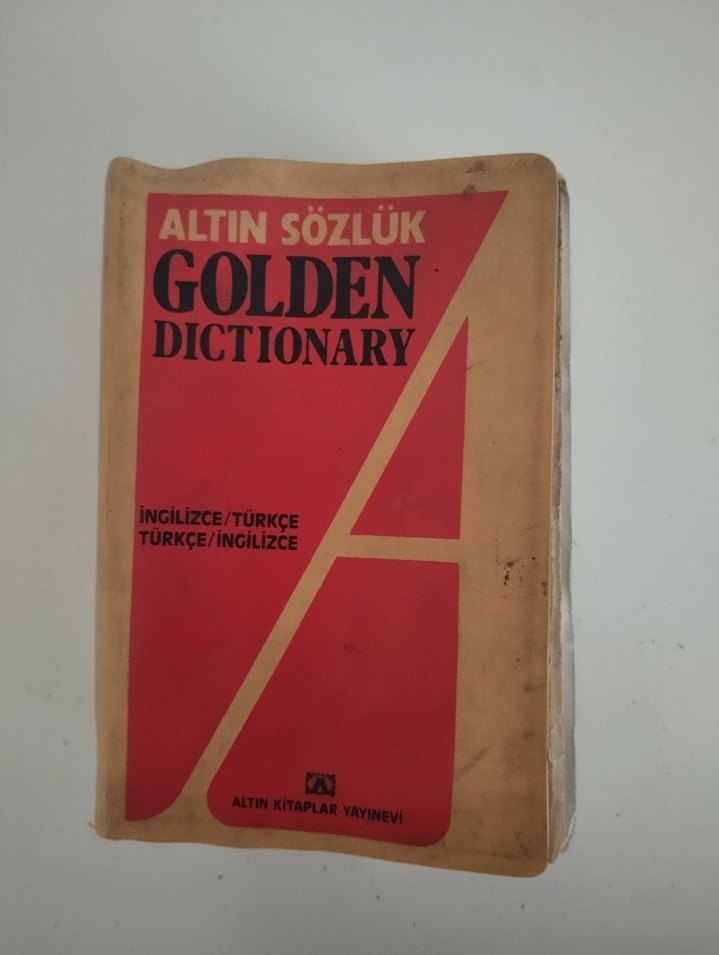 ALTIN SÖZLÜK
GOLDEN
DICTIONARY
İNGİLİZCE/TÜRKÇE
TÜRKÇE/İNGİLİZCE
ALTIN KİTAPLAR YAYINEVİ